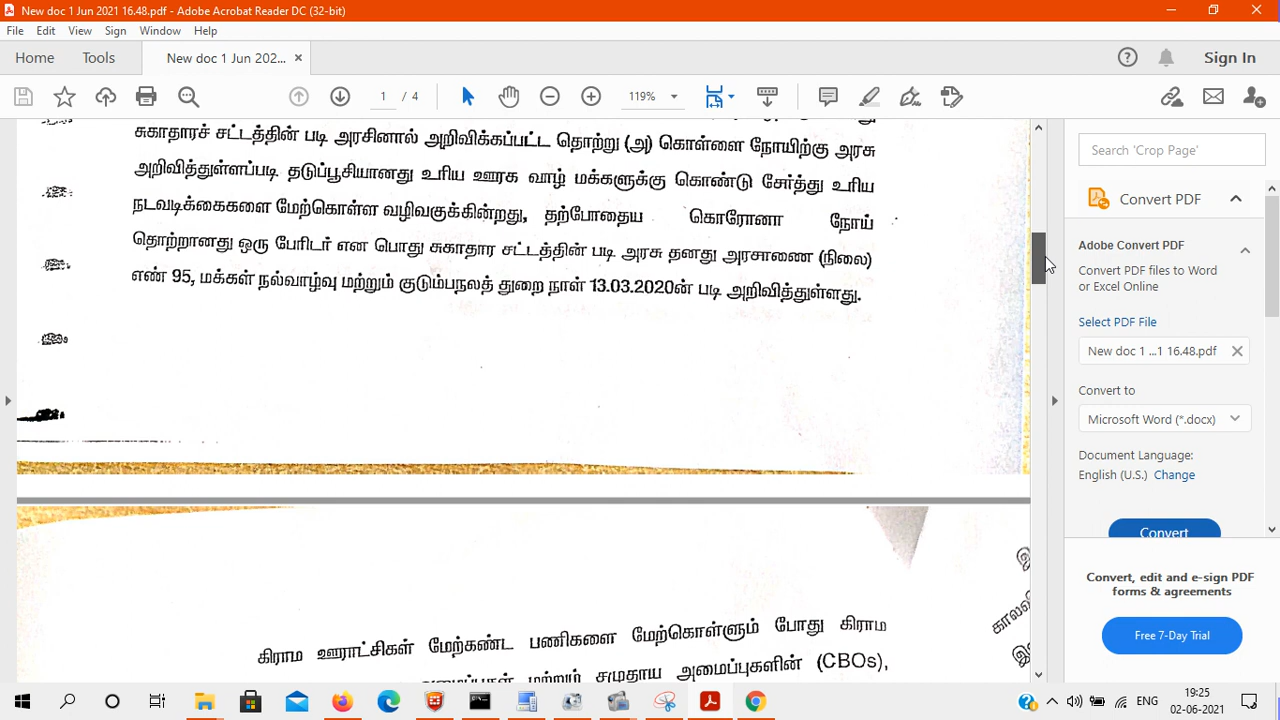 New doc 1 Jun 2021 16.48.pdf - Adobe Acrobat Reader DC (32-bit)
File Edit View Sign Window Help
Home Tools New doc 1 Jun 202... × Sign In
1 / 4 119%
சுகாதாரச் சட்டத்தின் படி அரசினால் அறிவிக்கப்பட்ட தொற்று (அ) கொள்ளை நோயிற்கு அரசு
அறிவித்துள்ளப்படி தடுப்பூசியானது உரிய ஊரக வாழ் மக்களுக்கு கொண்டு சேர்த்து உரிய
நடவடிக்கைகளை மேற்கொள்ள வழிவகுக்கின்றது, தற்போதைய கொரோனா நோய்
தொற்றானது ஒரு பேரிடர் என பொது சுகாதார சட்டத்தின் படி அரசு தனது அரசாணை (நிலை)
எண் 95, மக்கள் நல்வாழ்வு மற்றும் குடும்பநலத் துறை நாள் 13.03.2020ன் படி அறிவித்துள்ளது.
கிராம ஊராட்சிகள் மேற்கண்ட பணிகளை மேற்கொள்ளும் போது கிராம
மற்றும் சமுதாய அமைப்புகளின் (CBOs),
Search 'Crop Page'
Convert PDF
Adobe Convert PDF
Convert PDF files to Word
or Excel Online
Select PDF File
New doc 1 ...1 16.48.pdf
Convert to
Microsoft Word (*.docx)
Document Language:
English (U.S.) Change
Convert
Convert, edit and e-sign PDF
forms & agreements
Free 7-Day Trial
ENG
19:25
02-06-2021